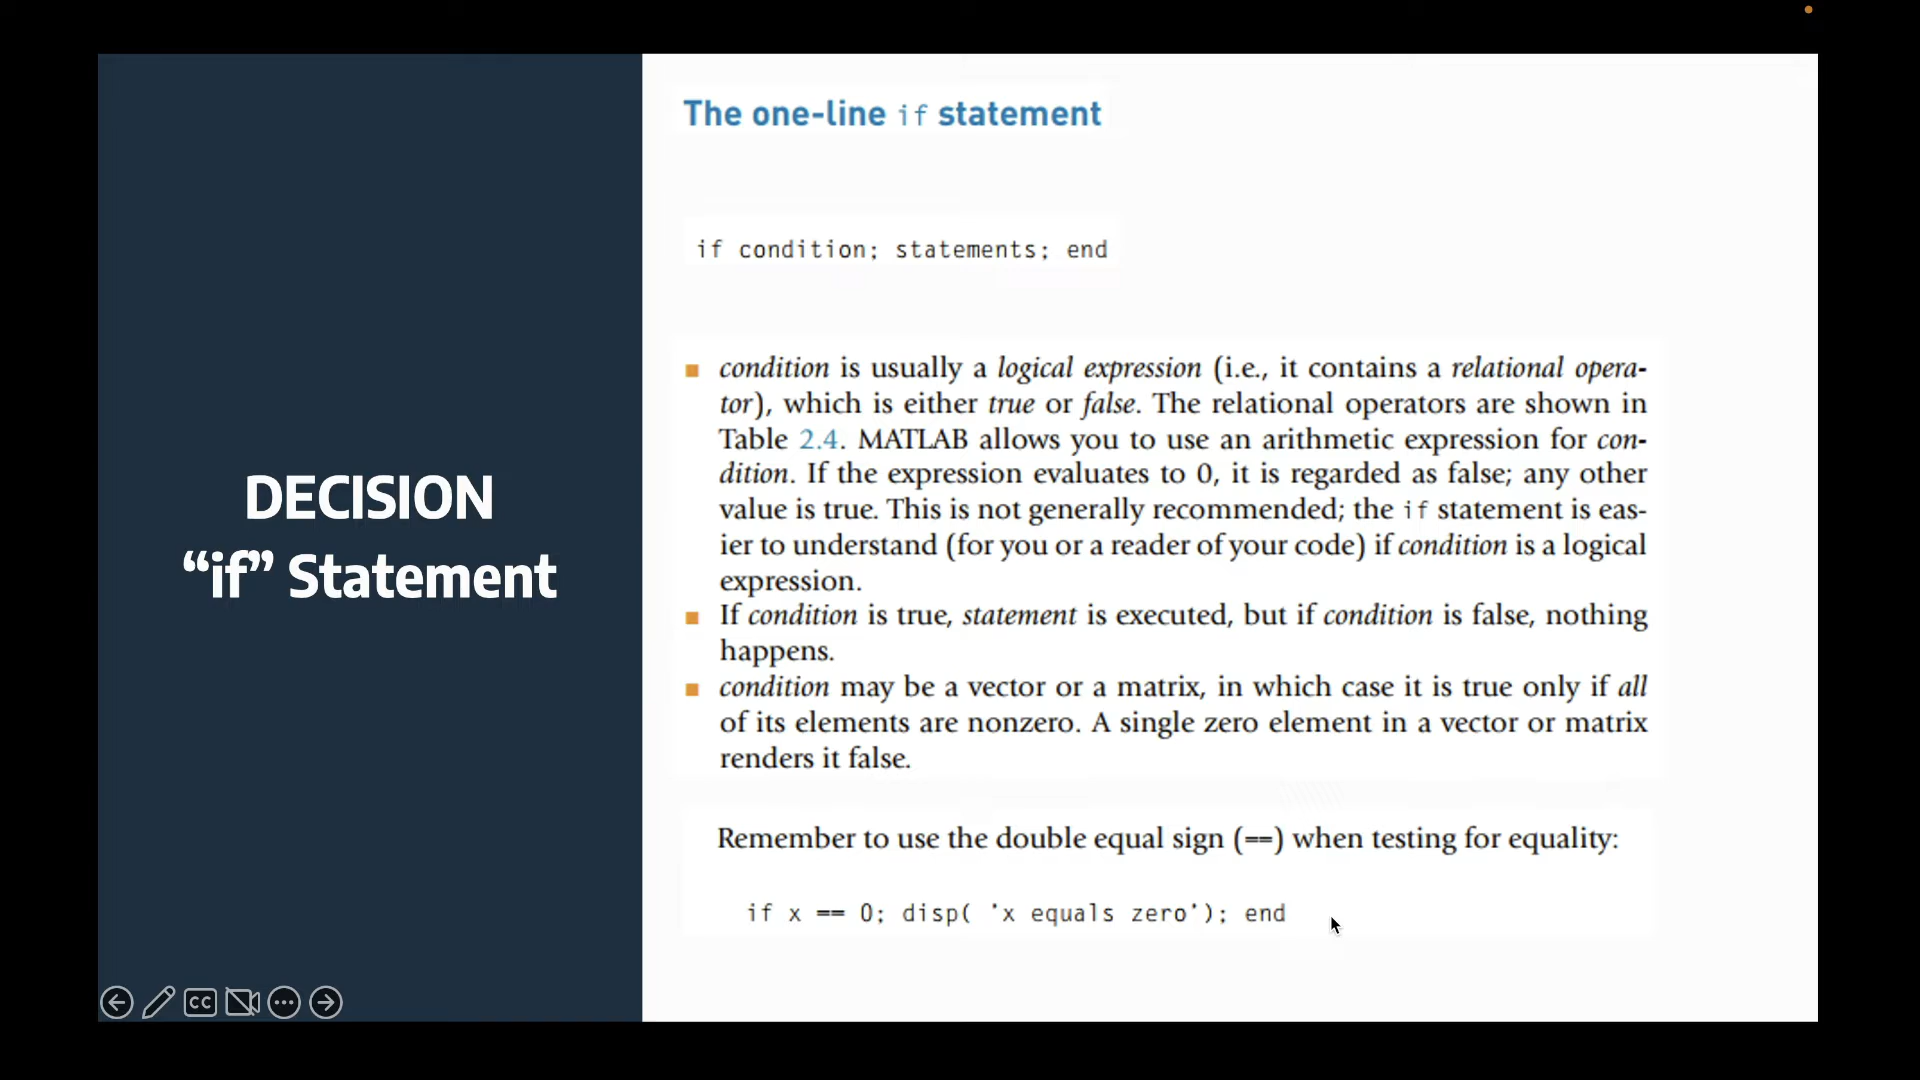 DECISION
“if” Statement
The one-line if statement
if condition; statements; end
■ condition is usually a logical expression (i.e., it contains a relational opera-
tor), which is either true or false. The relational operators are shown in
Table 2.4. MATLAB allows you to use an arithmetic expression for con-
dition. If the expression evaluates to 0, it is regarded as false; any other
value is true. This is not generally recommended; the if statement is eas-
ier to understand (for you or a reader of your code) if condition is a logical
expression.
■ If condition is true, statement is executed, but if condition is false, nothing
happens.
■ condition may be a vector or a matrix, in which case it is true only if all
of its elements are nonzero. A single zero element in a vector or matrix
renders it false.
Remember to use the double equal sign (==) when testing for equality:
if x == 0; disp( 'x equals zero'); end
CC